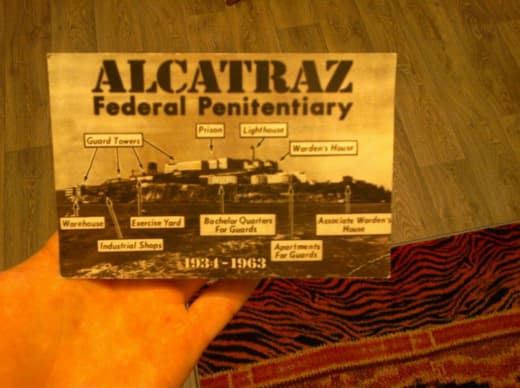 ALCATRAZ
Federal Penitentiary
Prison
Lighthouse
Guard Towers
Warden's House
Warehouse
Exercise Yard
Bachelor Quarters
For Guards
Associate Warden's
House
Industrial Shops
Apartments
For Guards
1934-1963